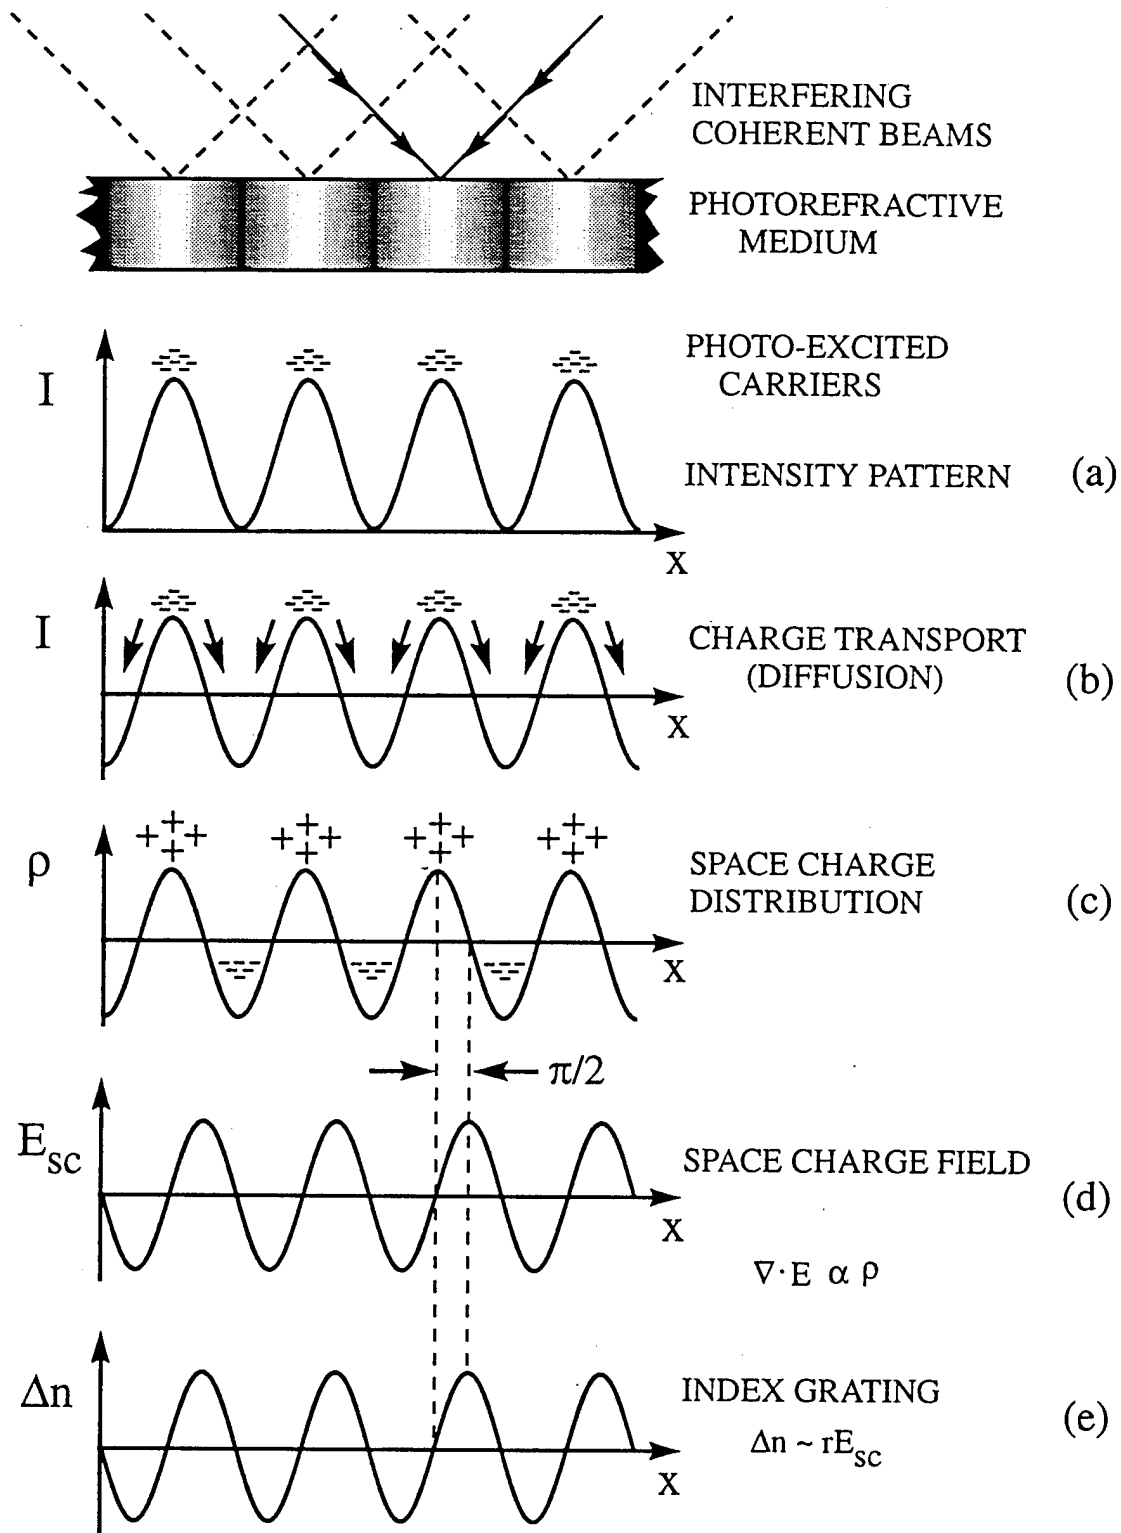 INTERFERING
COHERENT BEAMS
PHOTOREFRACTIVE
MEDIUM
PHOTO-EXCITED
CARRIERS
I
INTENSITY PATTERN (a)
X
I
CHARGE TRANSPORT
(DIFFUSION) (b)
X
ρ
SPACE CHARGE
DISTRIBUTION (c)
X
π/2
E_sc
SPACE CHARGE FIELD (d)
X
∇·E α ρ
Δn
INDEX GRATING (e)
Δn ~ rE_sc
X